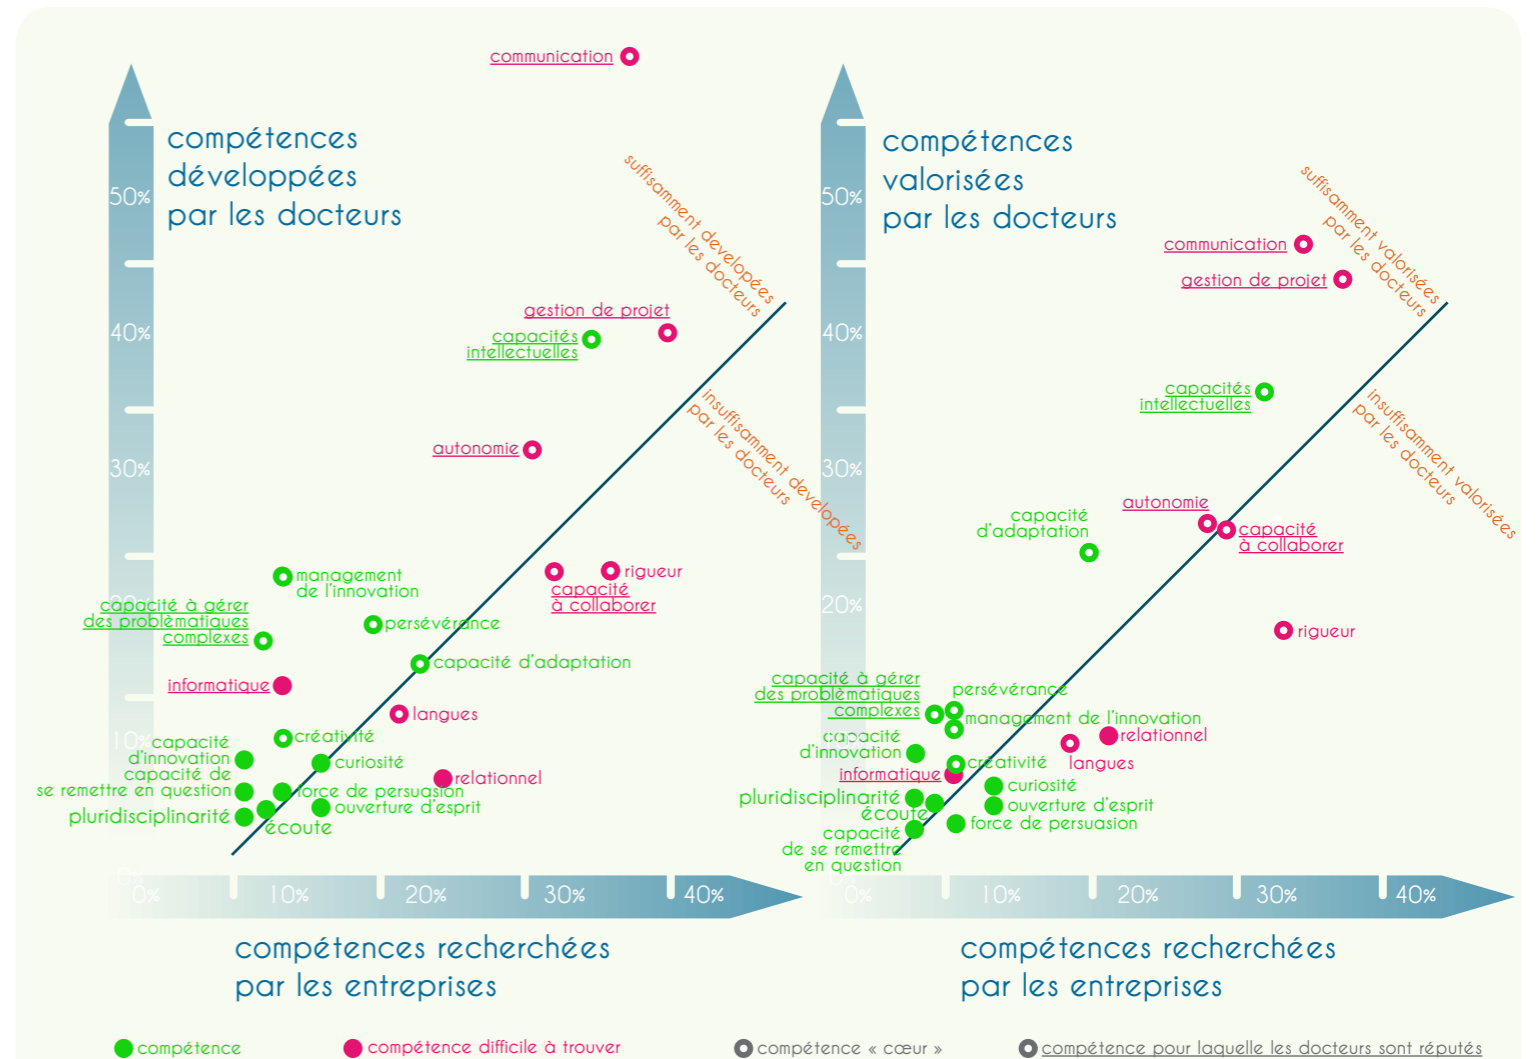 communication
compétences
développées
par les docteurs
50%
suffisamment developées
par les docteurs
gestion de projet
40%
capacités
intellectuelles
insuffisamment developées
par les docteurs
autonomie
30%
management
de l'innovation
rigueur
capacité
à collaborer
20%
capacité à gérer
des problèmatiques
complexes
persévérance
capacité d'adaptation
informatique
langues
10%
créativité
capacité
d'innovation
curiosité
capacité de
se remettre en question
relationnel
force de persuasion
ouverture d'esprit
pluridisciplinarité
écoute
0%
10%
20%
30%
40%
compétences recherchées
par les entreprises
compétences
valorisées
par les docteurs
50%
suffisamment valorisées
par les docteurs
communication
gestion de projet
40%
capacités
intellectuelles
insuffisamment valorisées
par les docteurs
30%
autonomie
capacité
d'adaptation
capacité
à collaborer
20%
rigueur
capacité à gérer
des problèmatiques
complexes
persévérance
management de l'innovation
relationnel
10%
capacité
d'innovation
langues
créativité
informatique
curiosité
pluridisciplinarité
ouverture d'esprit
écoute
force de persuasion
capacité
de se remettre
en question
0%
10%
20%
30%
40%
compétences recherchées
par les entreprises
compétence
compétence difficile à trouver
compétence « cœur »
compétence pour laquelle les docteurs sont réputés